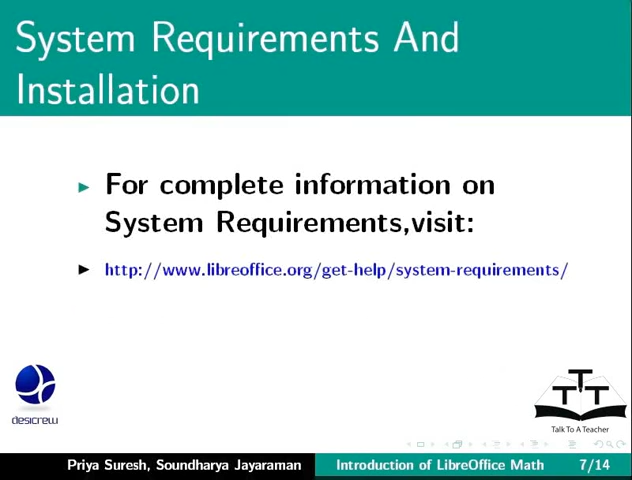 System Requirements And
Installation
For complete information on
System Requirements,visit:
http://www.libreoffice.org/get-help/system-requirements/
desicrew
TTT
Talk To A Teacher
Priya Suresh, Soundharya Jayaraman Introduction of LibreOffice Math 7/14